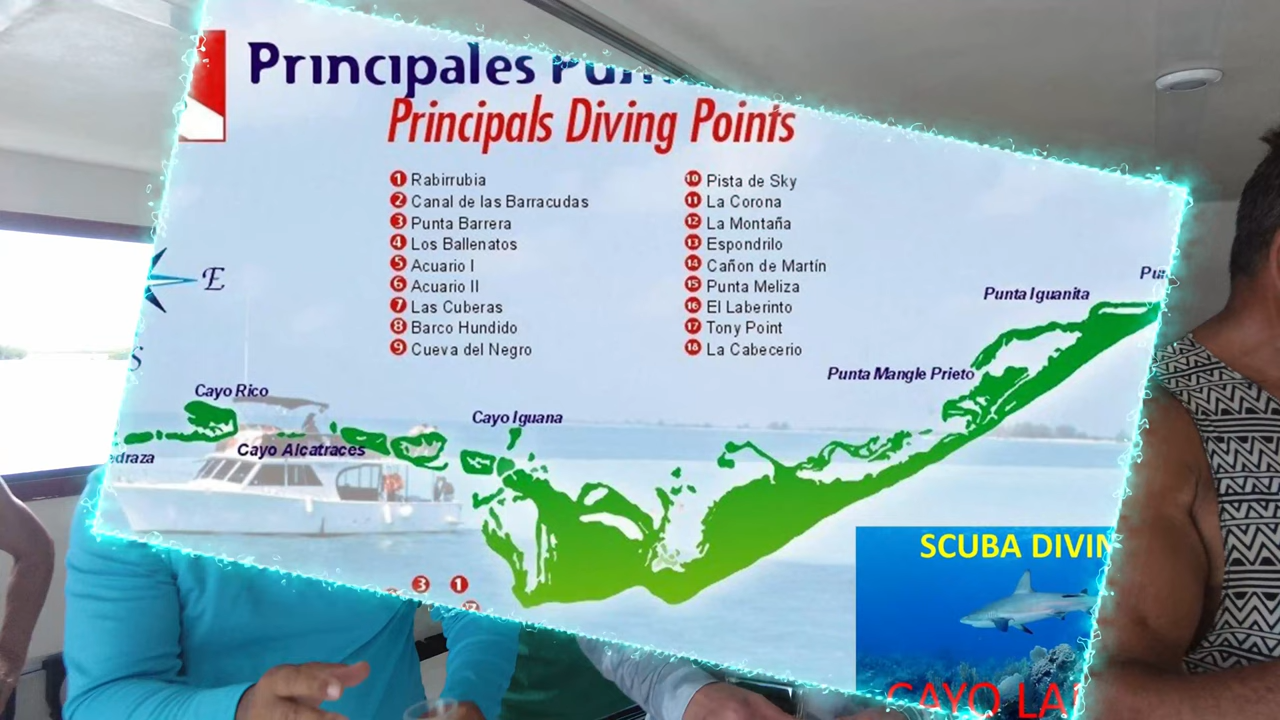 Principales
Principals Diving Points
1 Rabirrubia
2 Canal de las Barracudas
3 Punta Barrera
4 Los Ballenatos
5 Acuario I
6 Acuario II
7 Las Cuberas
8 Barco Hundido
9 Cueva del Negro
10 Pista de Sky
11 La Corona
12 La Montaña
13 Espondrilo
14 Cañon de Martín
15 Punta Meliza
16 El Laberinto
17 Tony Point
18 La Cabecerio
E
S
Punta Iguanita
Punta Mangle Prieto
Cayo Rico
Cayo Iguana
Cayo Alcatraces
3 1
SCUBA
CAYO